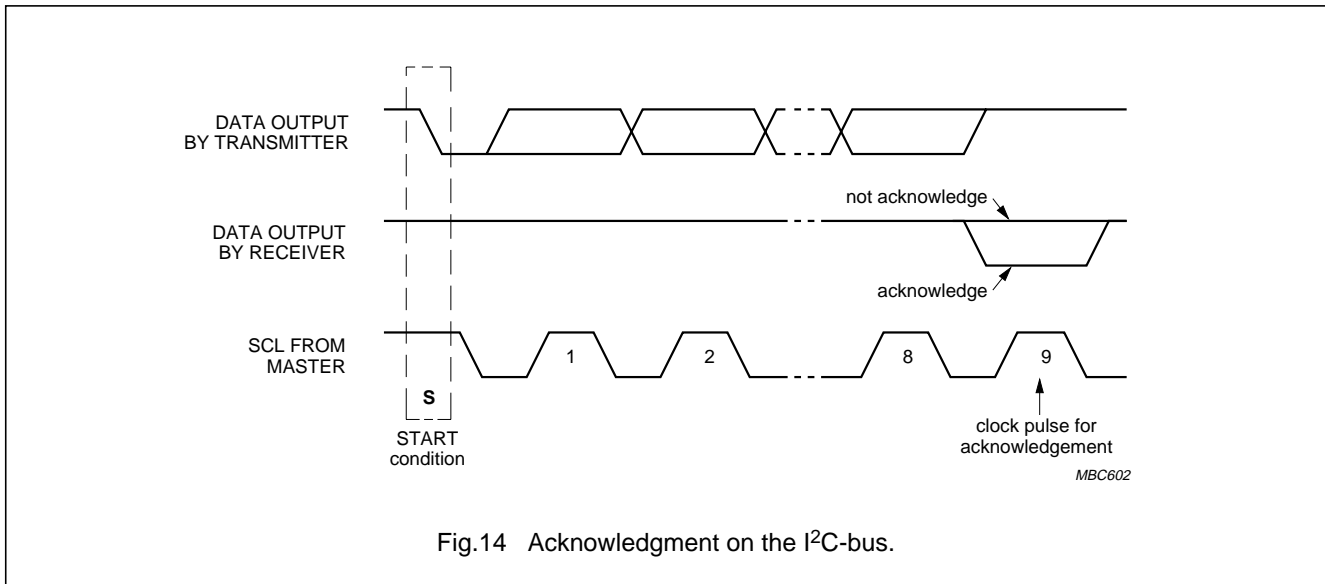 DATA OUTPUT
BY TRANSMITTER
not acknowledge
DATA OUTPUT
BY RECEIVER
acknowledge
SCL FROM
MASTER
1
2
8
9
S
START
condition
clock pulse for
acknowledgement
MBC602
Fig.14 Acknowledgment on the I²C-bus.